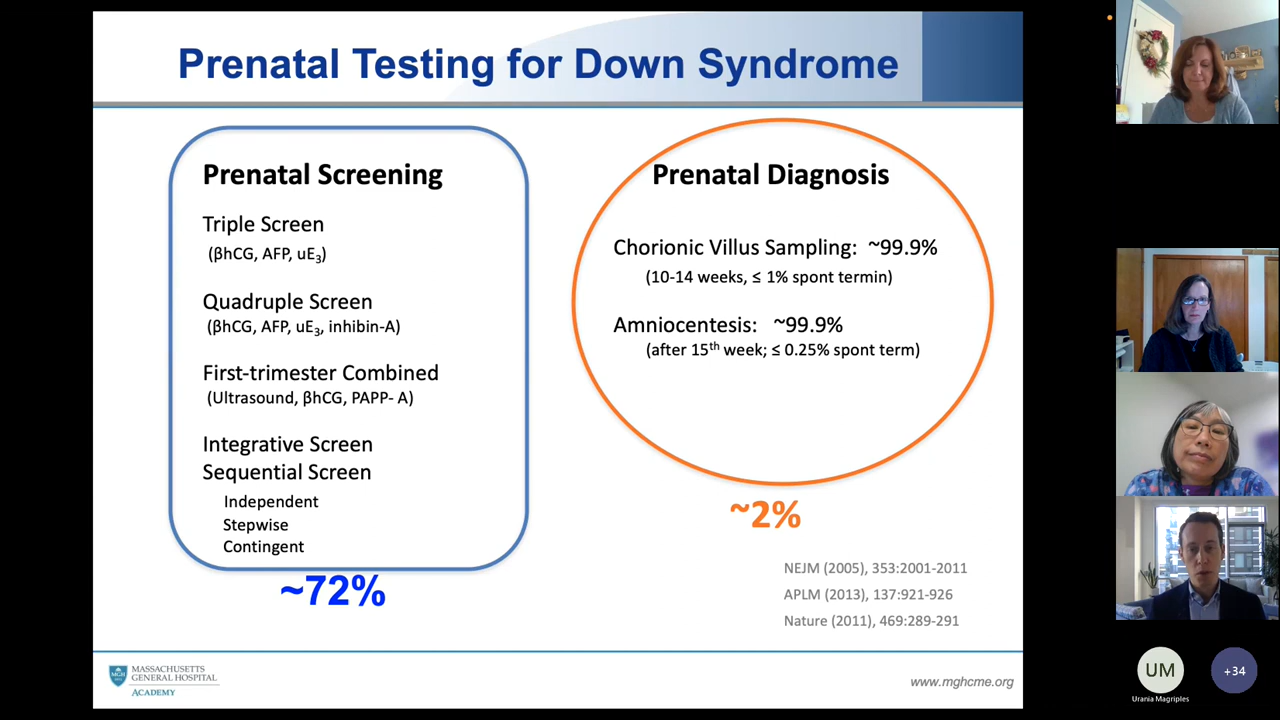 Prenatal Testing for Down Syndrome
Prenatal Screening
Triple Screen
(βhCG, AFP, uE₃)
Quadruple Screen
(βhCG, AFP, uE₃, inhibin-A)
First-trimester Combined
(Ultrasound, βhCG, PAPP- A)
Integrative Screen
Sequential Screen
Independent
Stepwise
Contingent
~72%
Prenatal Diagnosis
Chorionic Villus Sampling: ~99.9%
(10-14 weeks, ≤ 1% spont termin)
Amniocentesis: ~99.9%
(after 15th week; ≤ 0.25% spont term)
~2%
NEJM (2005), 353:2001-2011
APLM (2013), 137:921-926
Nature (2011), 469:289-291
MGH
MASSACHUSETTS
GENERAL HOSPITAL
ACADEMY
www.mghcme.org
UM
+34
Urania Magriples